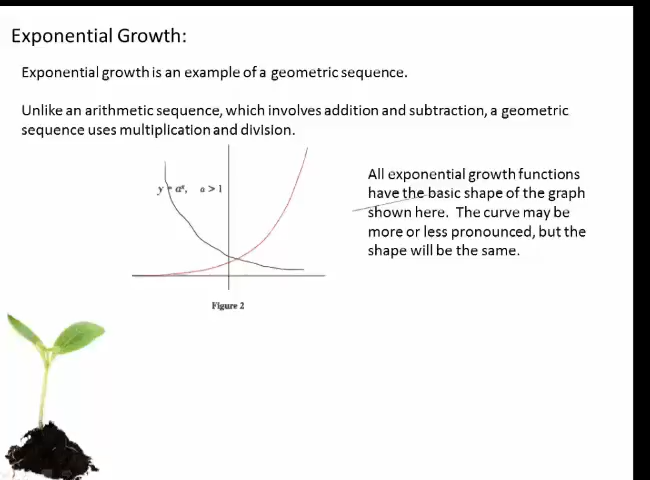 Exponential Growth:
Exponential growth is an example of a geometric sequence.
Unlike an arithmetic sequence, which involves addition and subtraction, a geometric
sequence uses multiplication and division.
y = aˣ, a > 1
All exponential growth functions
have the basic shape of the graph
shown here. The curve may be
more or less pronounced, but the
shape will be the same.
Figure 2